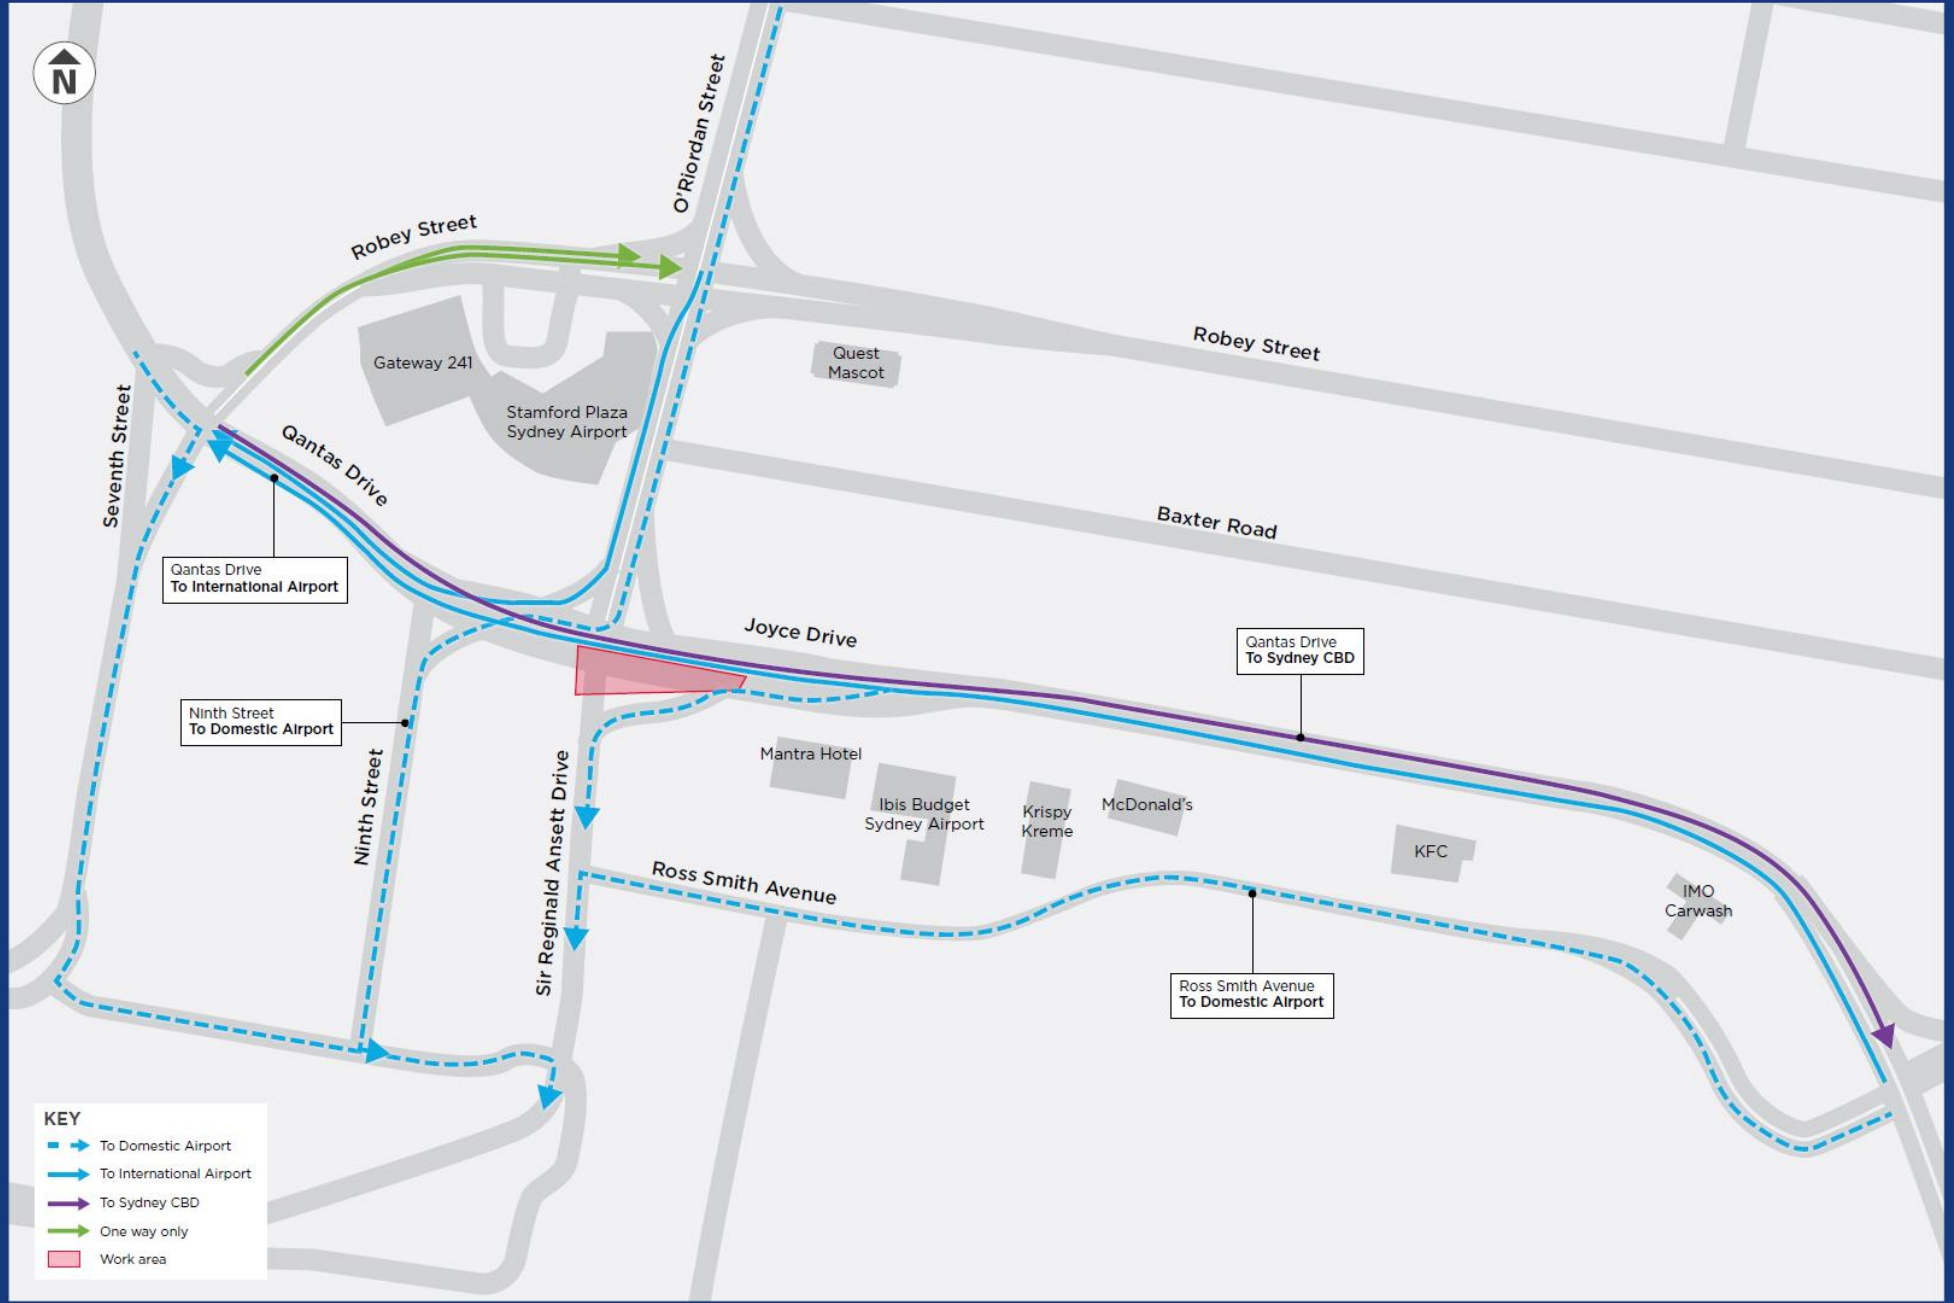 N
O'Riordan Street
Robey Street
Gateway 241
Quest
Mascot
Robey Street
Seventh Street
Stamford Plaza
Sydney Airport
Qantas Drive
Baxter Road
Qantas Drive
To International Airport
Joyce Drive
Qantas Drive
To Sydney CBD
Ninth Street
To Domestic Airport
Ninth Street
Sir Reginald Ansett Drive
Mantra Hotel
Ibis Budget
Sydney Airport
Krispy
Kreme
McDonald's
KFC
IMO
Carwash
Ross Smith Avenue
Ross Smith Avenue
To Domestic Airport
KEY
To Domestic Airport
To International Airport
To Sydney CBD
One way only
Work area